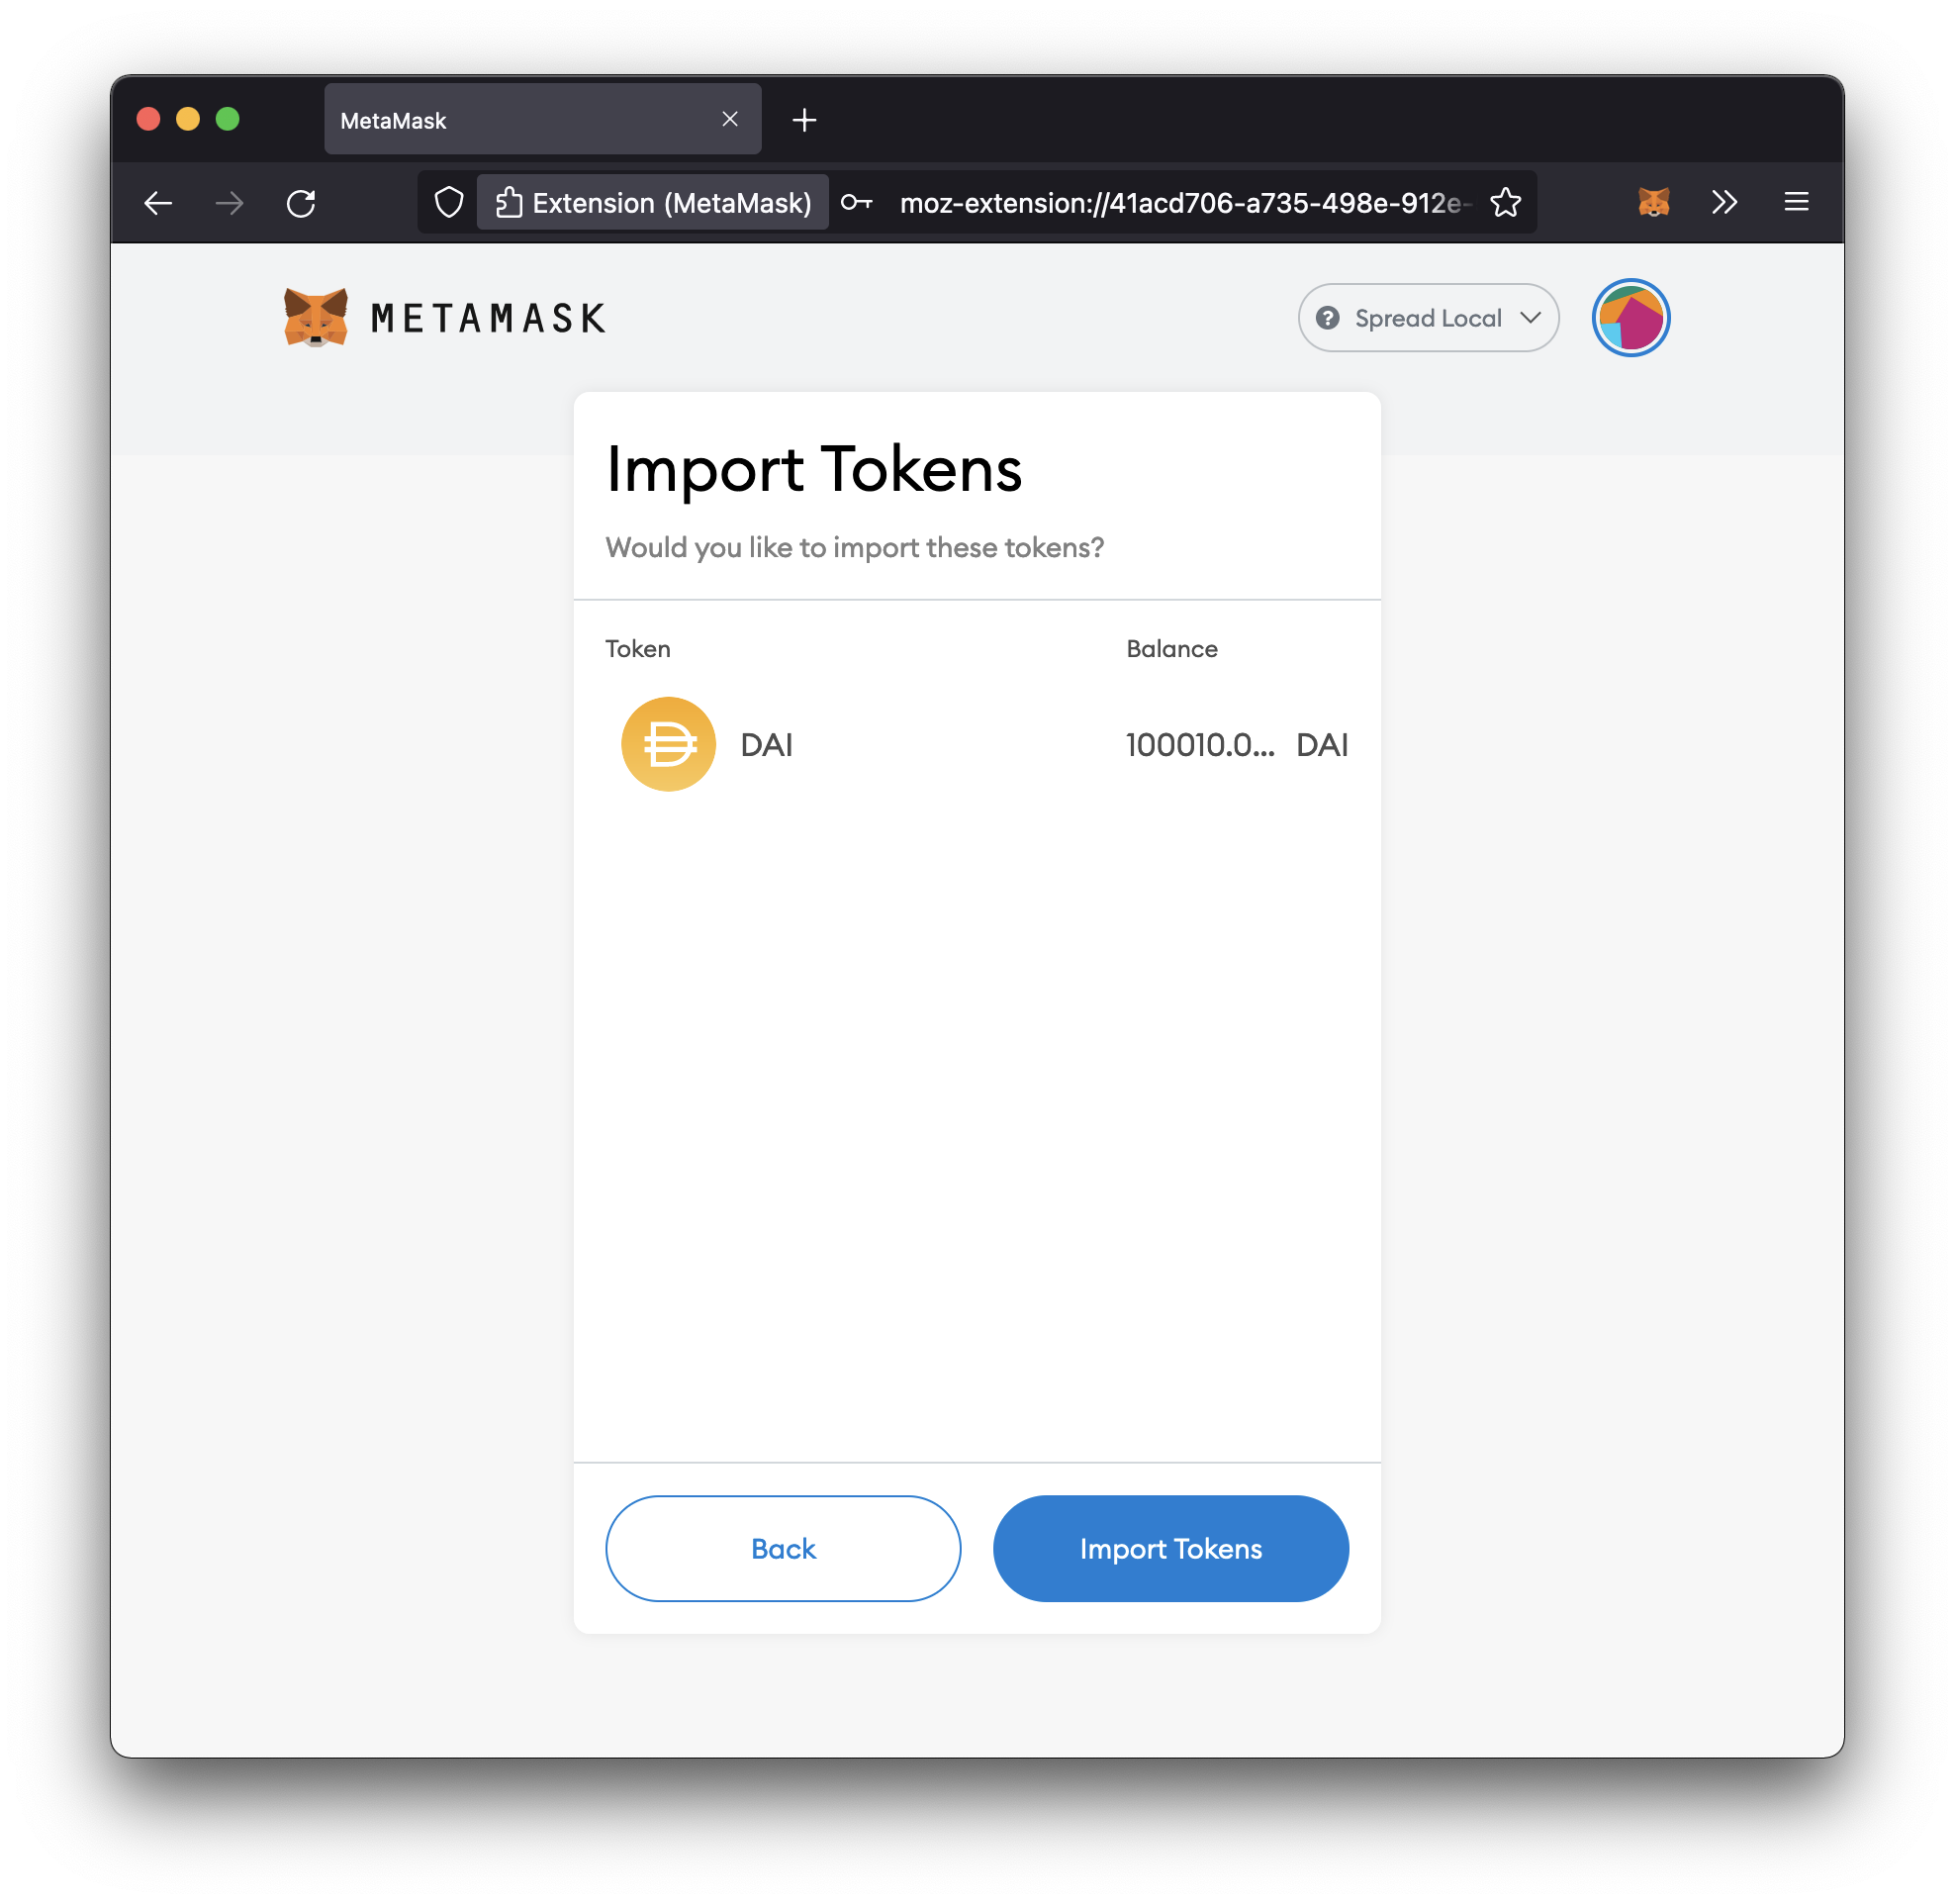 MetaMask
Extension (MetaMask) moz-extension://41acd706-a735-498e-912e-
METAMASK
Spread Local
Import Tokens
Would you like to import these tokens?
Token Balance
DAI 100010.0... DAI
Back Import Tokens